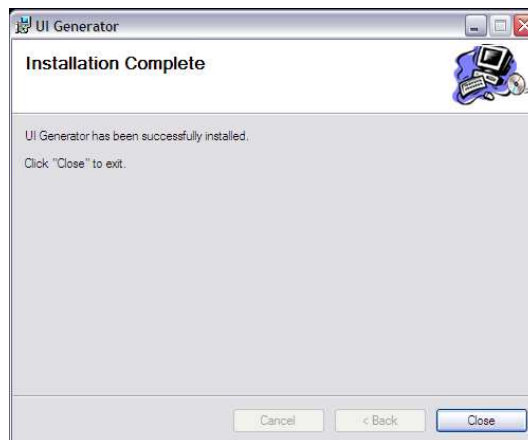 UI Generator
Installation Complete
UI Generator has been successfully installed.
Click "Close" to exit.
Cancel
< Back
Close